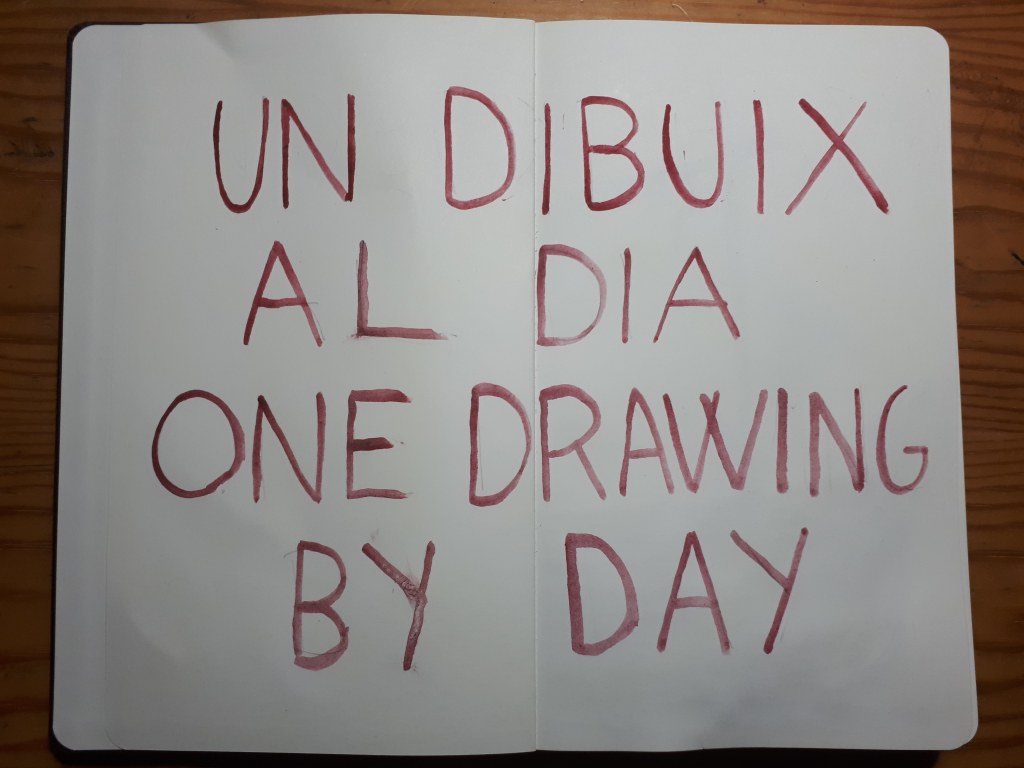 UN DIBUIX
AL DIA
ONE DRAWING
BY DAY